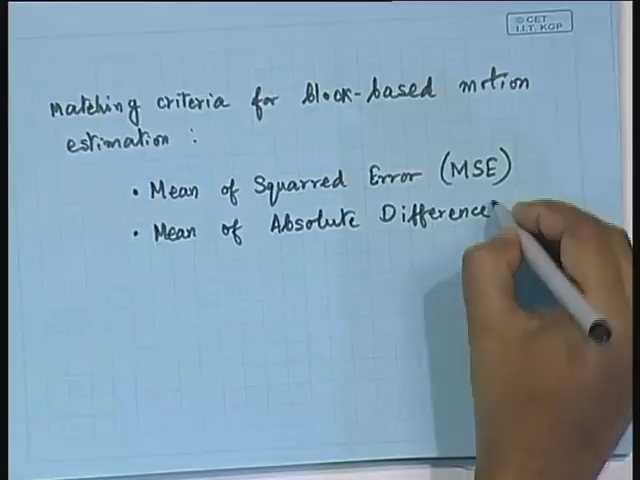 © CET
I.I.T. KGP
Matching criteria for block-based motion
estimation :
• Mean of Squarred Error (MSE)
• Mean of Absolute Difference